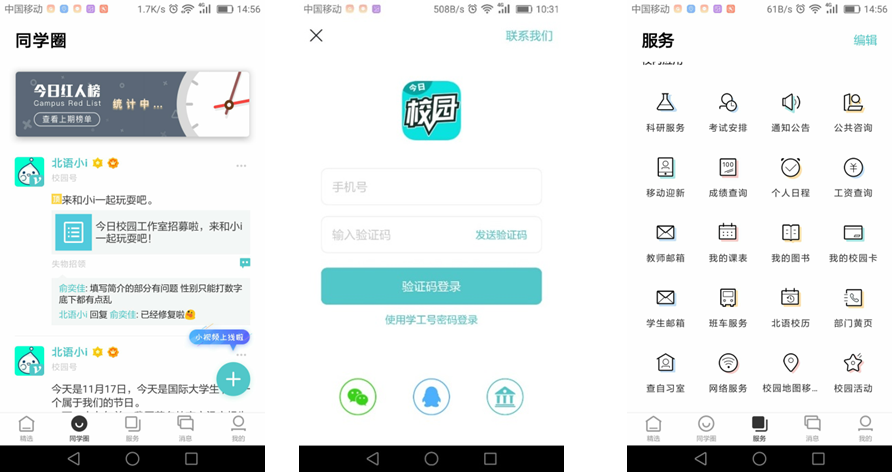 中国移动 1.7K/s 4G 14:56
同学圈
今日红人榜
Campus Red List
查看上期榜单
统计中...
北语小i
校园号
来和小i一起玩耍吧。
今日校园工作室招募啦，来和小i
一起玩耍吧！
失物招领
俞奕佳: 填写简介的部分有问题 性别只能打数字
底下都有点乱
北语小i 回复 俞奕佳: 已经修复啦
小视频上线啦
北语小i
校园号
今天是11月17日，今天是国际大学生
个属于我们的节日。
精选 同学圈 服务 消息 我的
中国移动 508B/s 4G 10:31
联系我们
今日
校园
手机号
输入验证码 发送验证码
验证码登录
使用学工号密码登录
中国移动 61B/s 4G 14:56
服务 编辑
科研服务 考试安排 通知公告 公共咨询
移动迎新 成绩查询 个人日程 工资查询
教师邮箱 我的课表 我的图书 我的校园卡
学生邮箱 班车服务 北语校历 部门黄页
查自习室 网络服务 校园地图移... 校园活动
精选 同学圈 服务 消息 我的